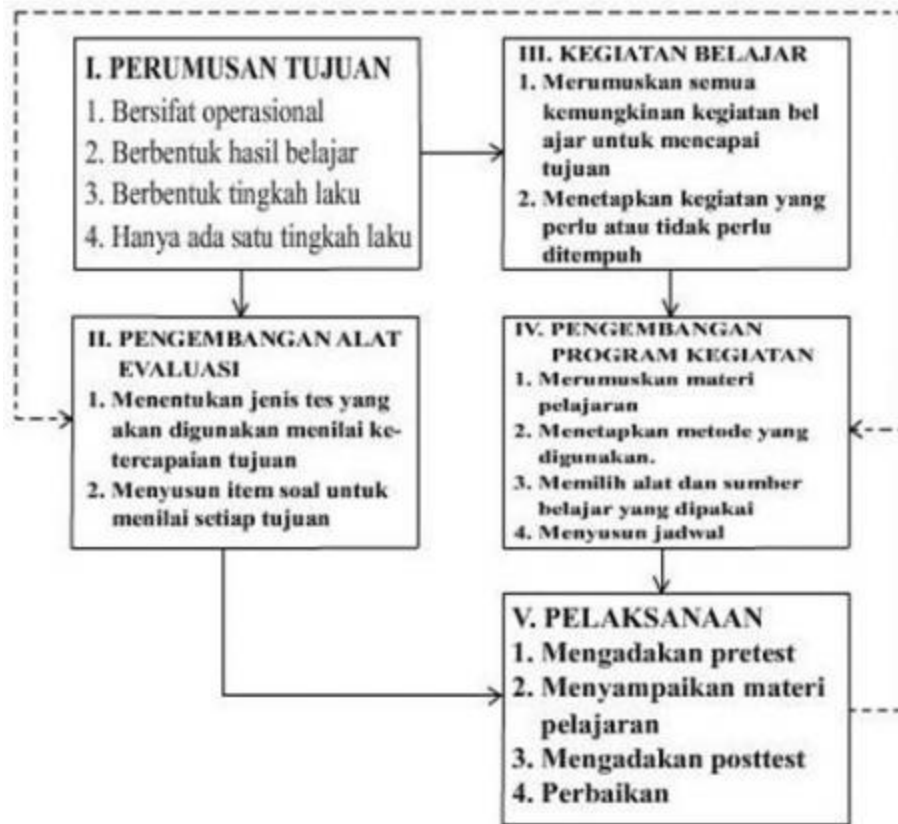 I. PERUMUSAN TUJUAN
1. Bersifat operasional
2. Berbentuk hasil belajar
3. Berbentuk tingkah laku
4. Hanya ada satu tingkah laku
II. PENGEMBANGAN ALAT
EVALUASI
1. Menentukan jenis tes yang
akan digunakan menilai ke-
tercapaian tujuan
2. Menyusun item soal untuk
menilai setiap tujuan
III. KEGIATAN BELAJAR
1. Merumuskan semua
kemungkinan kegiatan bel
ajar untuk mencapai
tujuan
2. Menetapkan kegiatan yang
perlu atau tidak perlu
ditempuh
IV. PENGEMBANGAN
PROGRAM KEGIATAN
1. Merumuskan materi
pelajaran
2. Menetapkan metode yang
digunakan.
3. Memilih alat dan sumber
belajar yang dipakai
4. Menyusun jadwal
V. PELAKSANAAN
1. Mengadakan pretest
2. Menyampaikan materi
pelajaran
3. Mengadakan posttest
4. Perbaikan